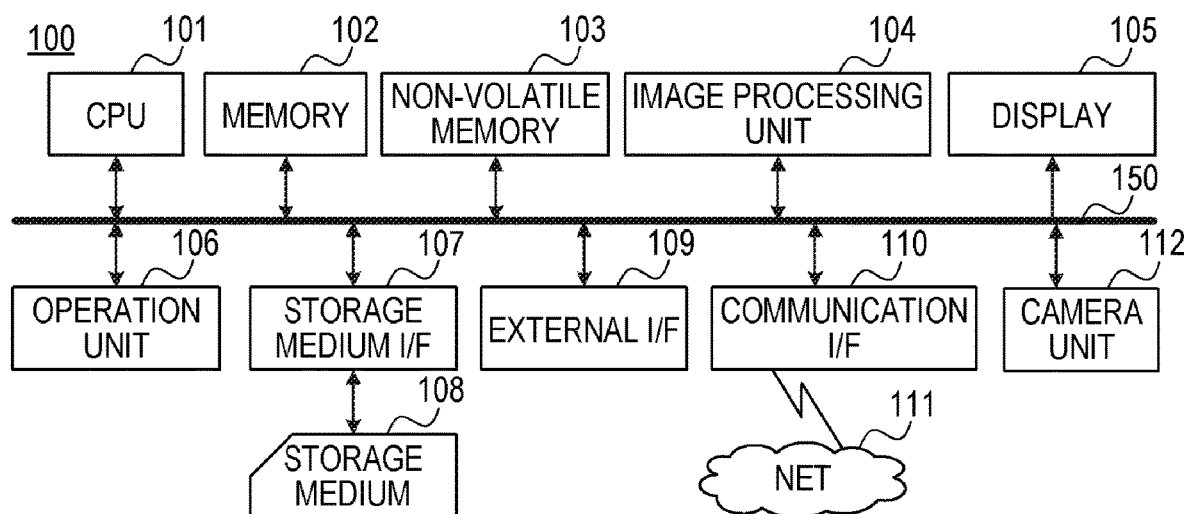 100
101
102
103
104
105
CPU
MEMORY
NON-VOLATILE
MEMORY
IMAGE PROCESSING
UNIT
DISPLAY
150
106
107
109
110
112
OPERATION
UNIT
STORAGE
MEDIUM I/F
EXTERNAL I/F
COMMUNICATION
I/F
CAMERA
UNIT
108
111
STORAGE
MEDIUM
NET